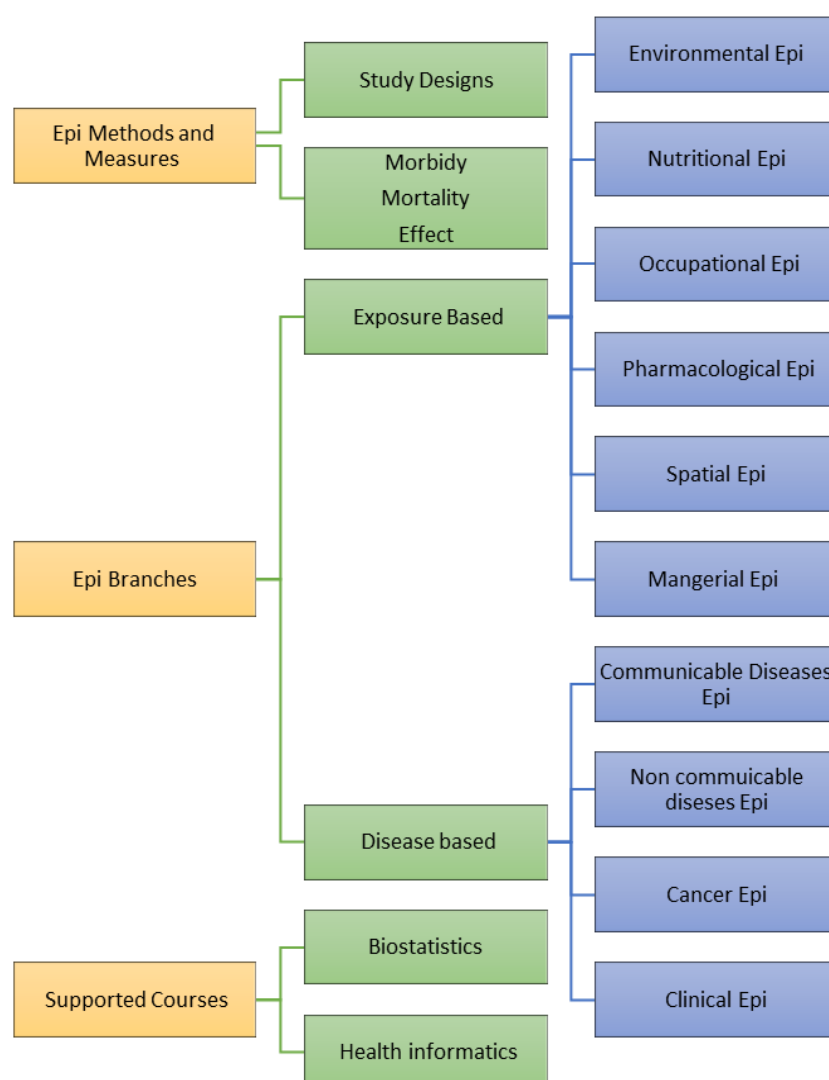 Epi Methods and
Measures
Study Designs
Morbidy
Mortality
Effect
Epi Branches
Exposure Based
Environmental Epi
Nutritional Epi
Occupational Epi
Pharmacological Epi
Spatial Epi
Mangerial Epi
Disease based
Communicable Diseases
Epi
Non commuicable
diseses Epi
Cancer Epi
Clinical Epi
Supported Courses
Biostatistics
Health informatics